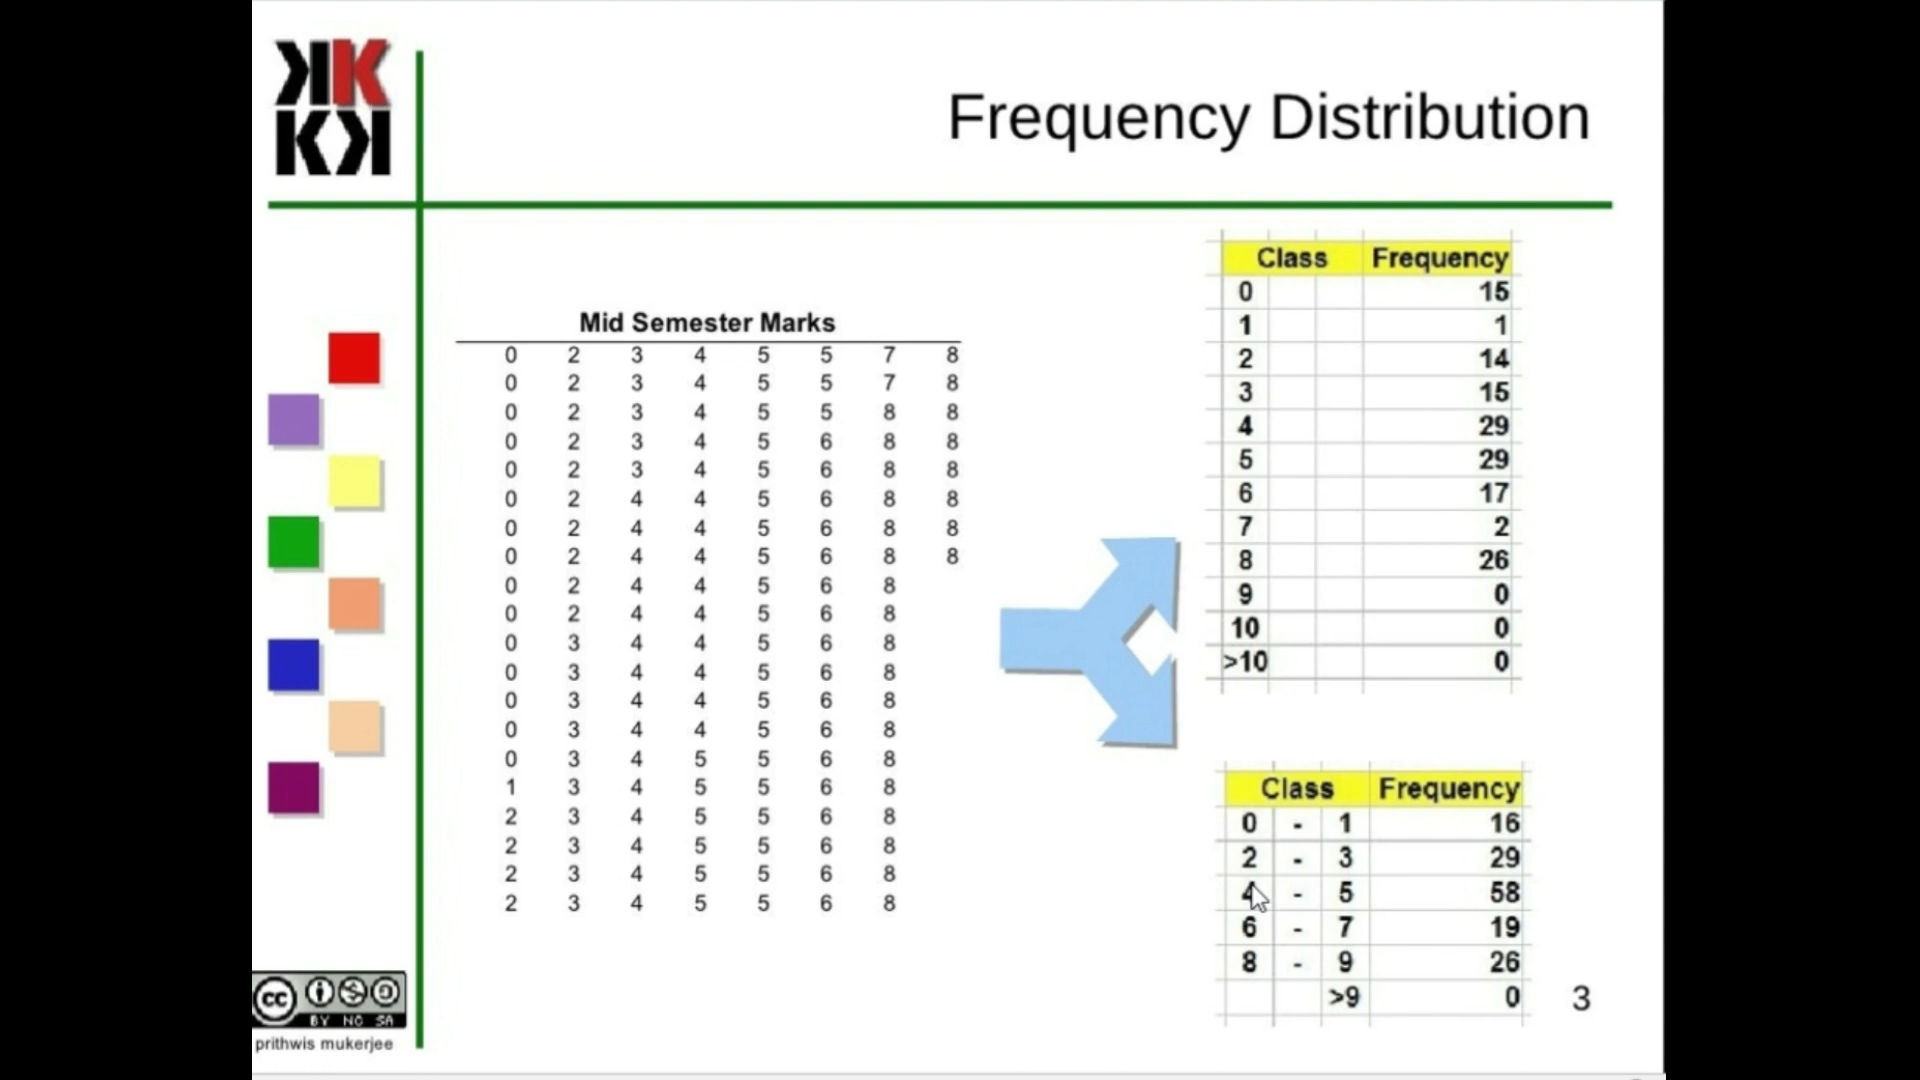 Frequency Distribution
Mid Semester Marks
0 2 3 4 5 5 7 8
0 2 3 4 5 5 7 8
0 2 3 4 5 5 8 8
0 2 3 4 5 6 8 8
0 2 3 4 5 6 8 8
0 2 4 4 5 6 8 8
0 2 4 4 5 6 8 8
0 2 4 4 5 6 8 8
0 2 4 4 5 6 8
0 2 4 4 5 6 8
0 3 4 4 5 6 8
0 3 4 4 5 6 8
0 3 4 4 5 6 8
0 3 4 4 5 6 8
0 3 4 5 5 6 8
1 3 4 5 5 6 8
2 3 4 5 5 6 8
2 3 4 5 5 6 8
2 3 4 5 5 6 8
2 3 4 5 5 6 8
Class Frequency
0 15
1 1
2 14
3 15
4 29
5 29
6 17
7 2
8 26
9 0
10 0
>10 0
Class Frequency
0 - 1 16
2 - 3 29
4 - 5 58
6 - 7 19
8 - 9 26
>9 0
3
cc
BY NC SA
prithwis mukerjee